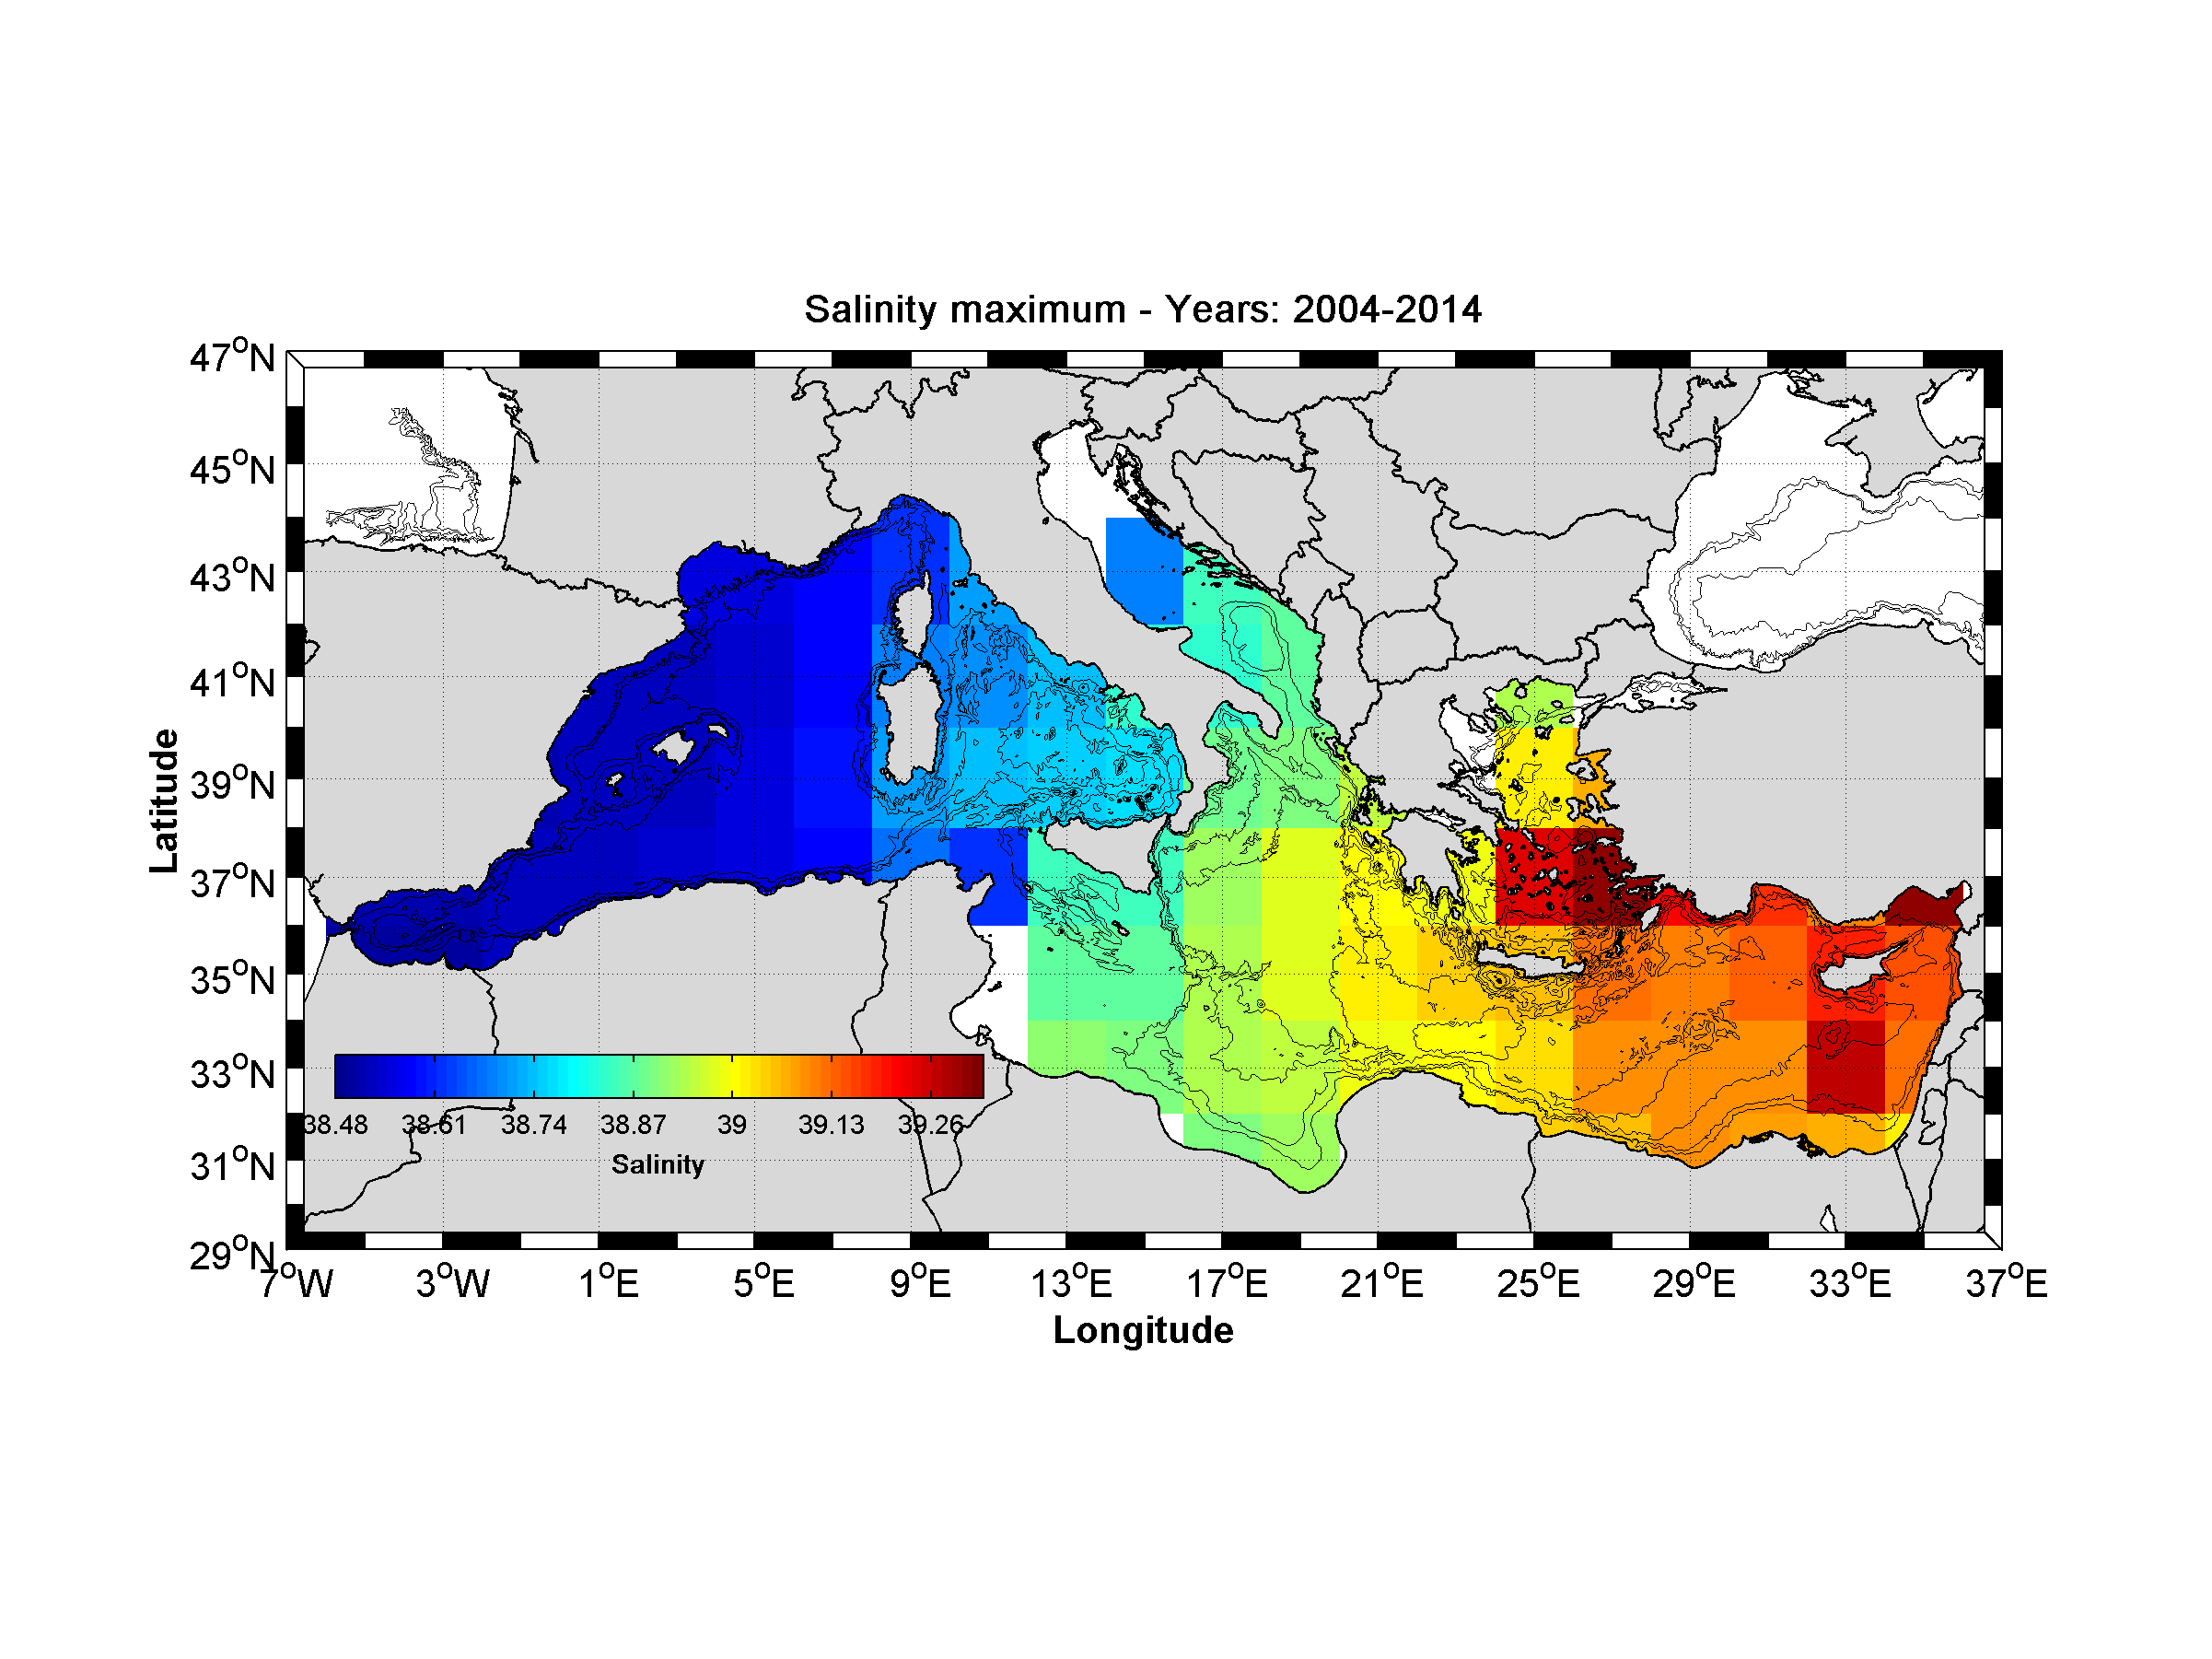 Salinity maximum - Years: 2004-2014
47°N
45°N
43°N
41°N
39°N
37°N
35°N
33°N
31°N
29°N
Latitude
38.48 38.61 38.74 38.87 39 39.13 39.26
Salinity
7°W 3°W 1°E 5°E 9°E 13°E 17°E 21°E 25°E 29°E 33°E 37°E
Longitude